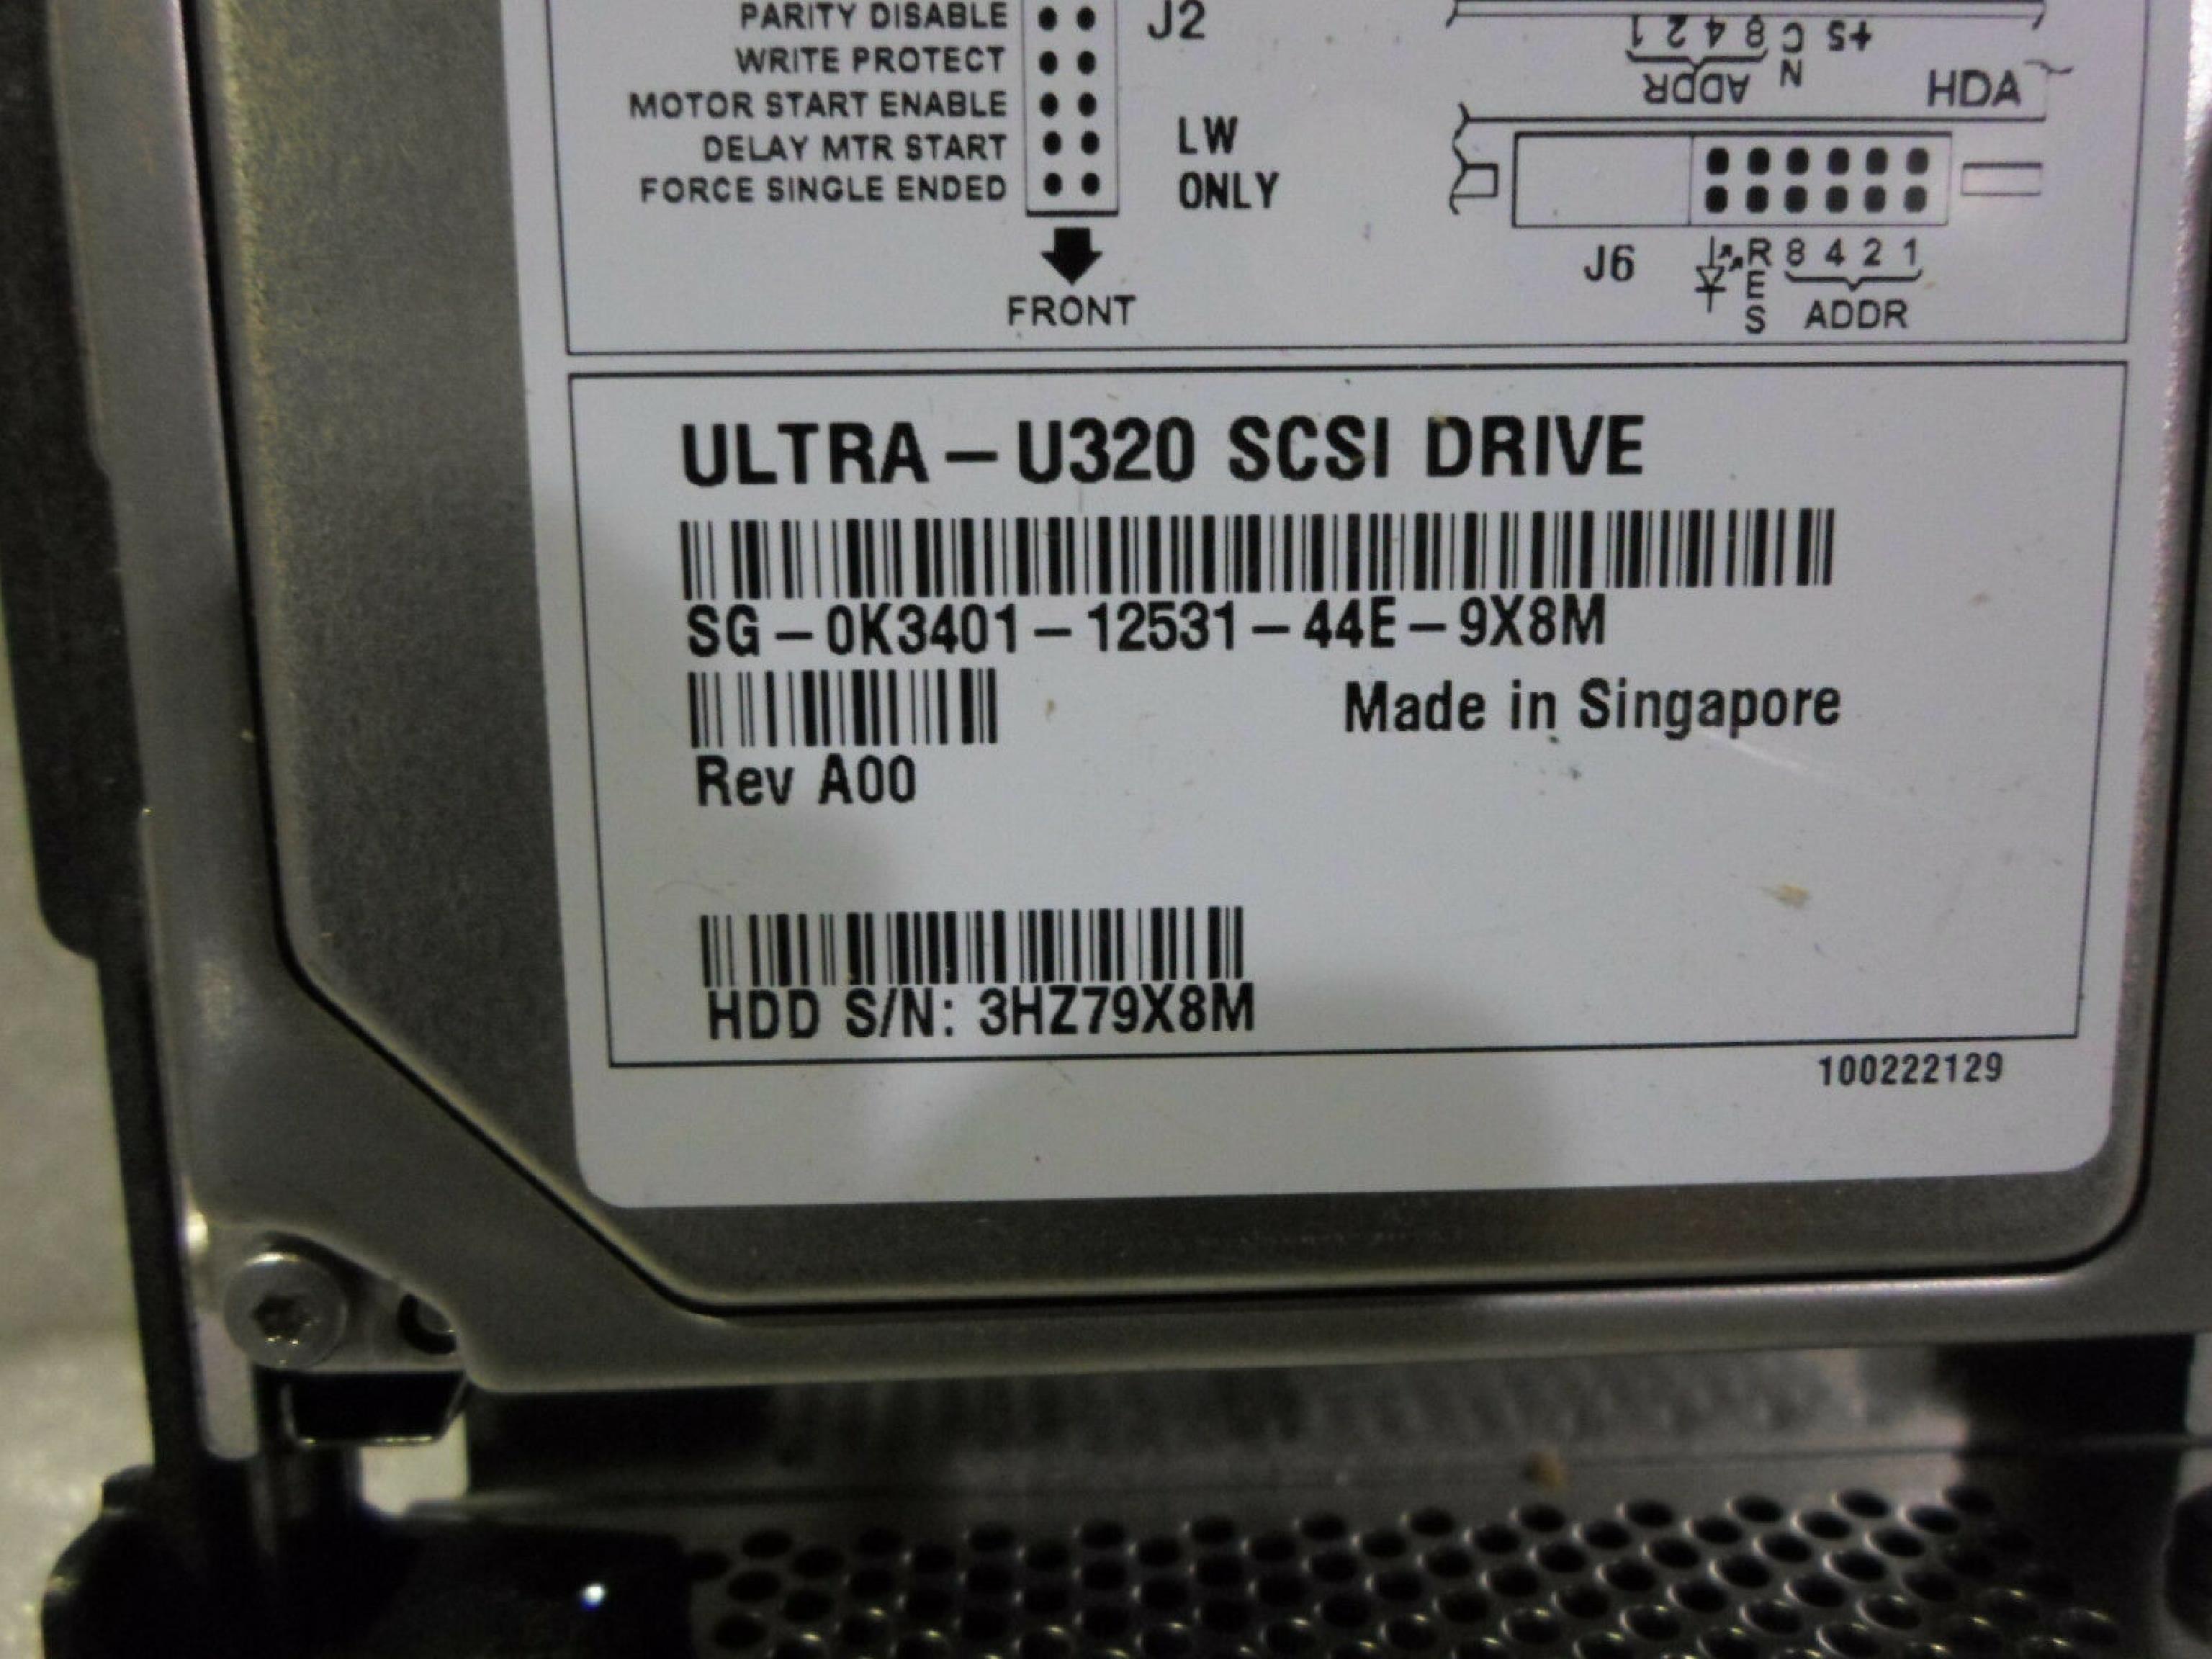 PARITY DISABLE
WRITE PROTECT
MOTOR START ENABLE
DELAY MTR START
FORCE SINGLE ENDED
FRONT
J2
LW
ONLY
+5 C 8 4 2 1
N ADDR
HDA
J6
R 8 4 2 1
E
S ADDR
ULTRA – U320 SCSI DRIVE
SG – 0K3401 – 12531 – 44E – 9X8M
Made in Singapore
Rev A00
HDD S/N: 3HZ79X8M
100222129